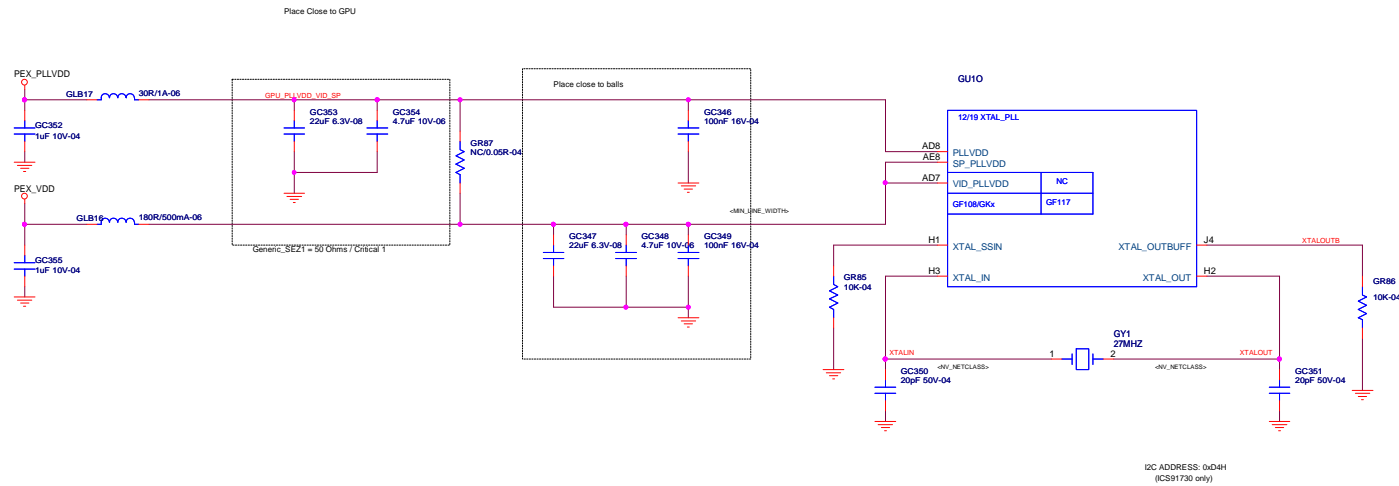 Place Close to GPU
PEX_PLLVDD
GLB17
30R/1A-06
GC352
1uF 10V-04
GPU_PLLVDD_VID_SP
GC353
22uF 6.3V-08
GC354
4.7uF 10V-06
GR87
NC/0.05R-04
Place close to balls
GC346
100nF 16V-04
PEX_VDD
GLB16
180R/500mA-06
GC355
1uF 10V-04
Generic_SEZ1 = 50 Ohms / Critical 1
GC347
22uF 6.3V-08
GC348
4.7uF 10V-06
GC349
100nF 16V-04
<MIN_LINE_WIDTH>
GU1O
12/19 XTAL_PLL
AD8
PLLVDD
AE8
SP_PLLVDD
AD7
VID_PLLVDD
NC
GF108/GKx
GF117
H1
XTAL_SSIN
XTAL_OUTBUFF
J4
XTALOUTB
H3
XTAL_IN
XTAL_OUT
H2
GR85
10K-04
GR86
10K-04
GY1
27MHZ
XTALIN
1
2
XTALOUT
<NV_NETCLASS>
<NV_NETCLASS>
GC350
20pF 50V-04
GC351
20pF 50V-04
I2C ADDRESS: 0xD4H
(ICS91730 only)